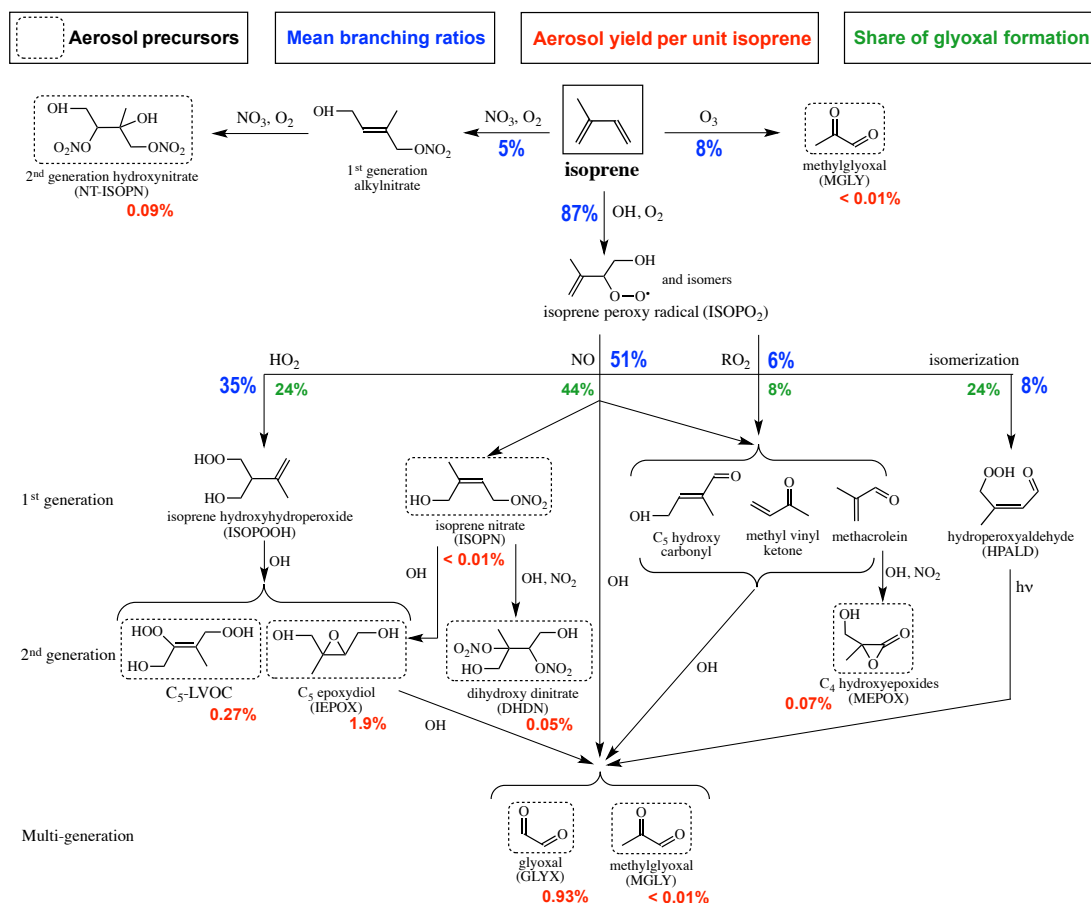 Aerosol precursors
Mean branching ratios
Aerosol yield per unit isoprene
Share of glyoxal formation
OH
HO
OH
O2NO
ONO2
2nd generation hydroxynitrate
(NT-ISOPN)
0.09%
NO3, O2
HO
ONO2
1st generation
alkylnitrate
NO3, O2
5%
isoprene
O3
8%
O
O
methylglyoxal
(MGLY)
< 0.01%
87%
OH, O2
OH
O
O•
and isomers
isoprene peroxy radical (ISOPO2)
HO2
NO
51%
RO2
6%
isomerization
35%
24%
44%
8%
24%
8%
1st generation
HOO
HO
isoprene hydroxyhydroperoxide
(ISOPOOH)
HO
ONO2
isoprene nitrate
(ISOPN)
< 0.01%
O
HO
C5 hydroxy
carbonyl
O
methyl vinyl
ketone
O
methacrolein
OOH
O
hydroperoxyaldehyde
(HPALD)
OH
OH
OH, NO2
OH
OH, NO2
hν
2nd generation
HOO
OOH
HO
C5-LVOC
0.27%
HO
O
OH
C5 epoxydiol
(IEPOX)
1.9%
O2NO
OH
HO
ONO2
dihydroxy dinitrate
(DHDN)
0.05%
OH
OH
HO
O
O
C4 hydroxyepoxides
(MEPOX)
0.07%
Multi-generation
O
O
glyoxal
(GLYX)
0.93%
O
O
methylglyoxal
(MGLY)
< 0.01%